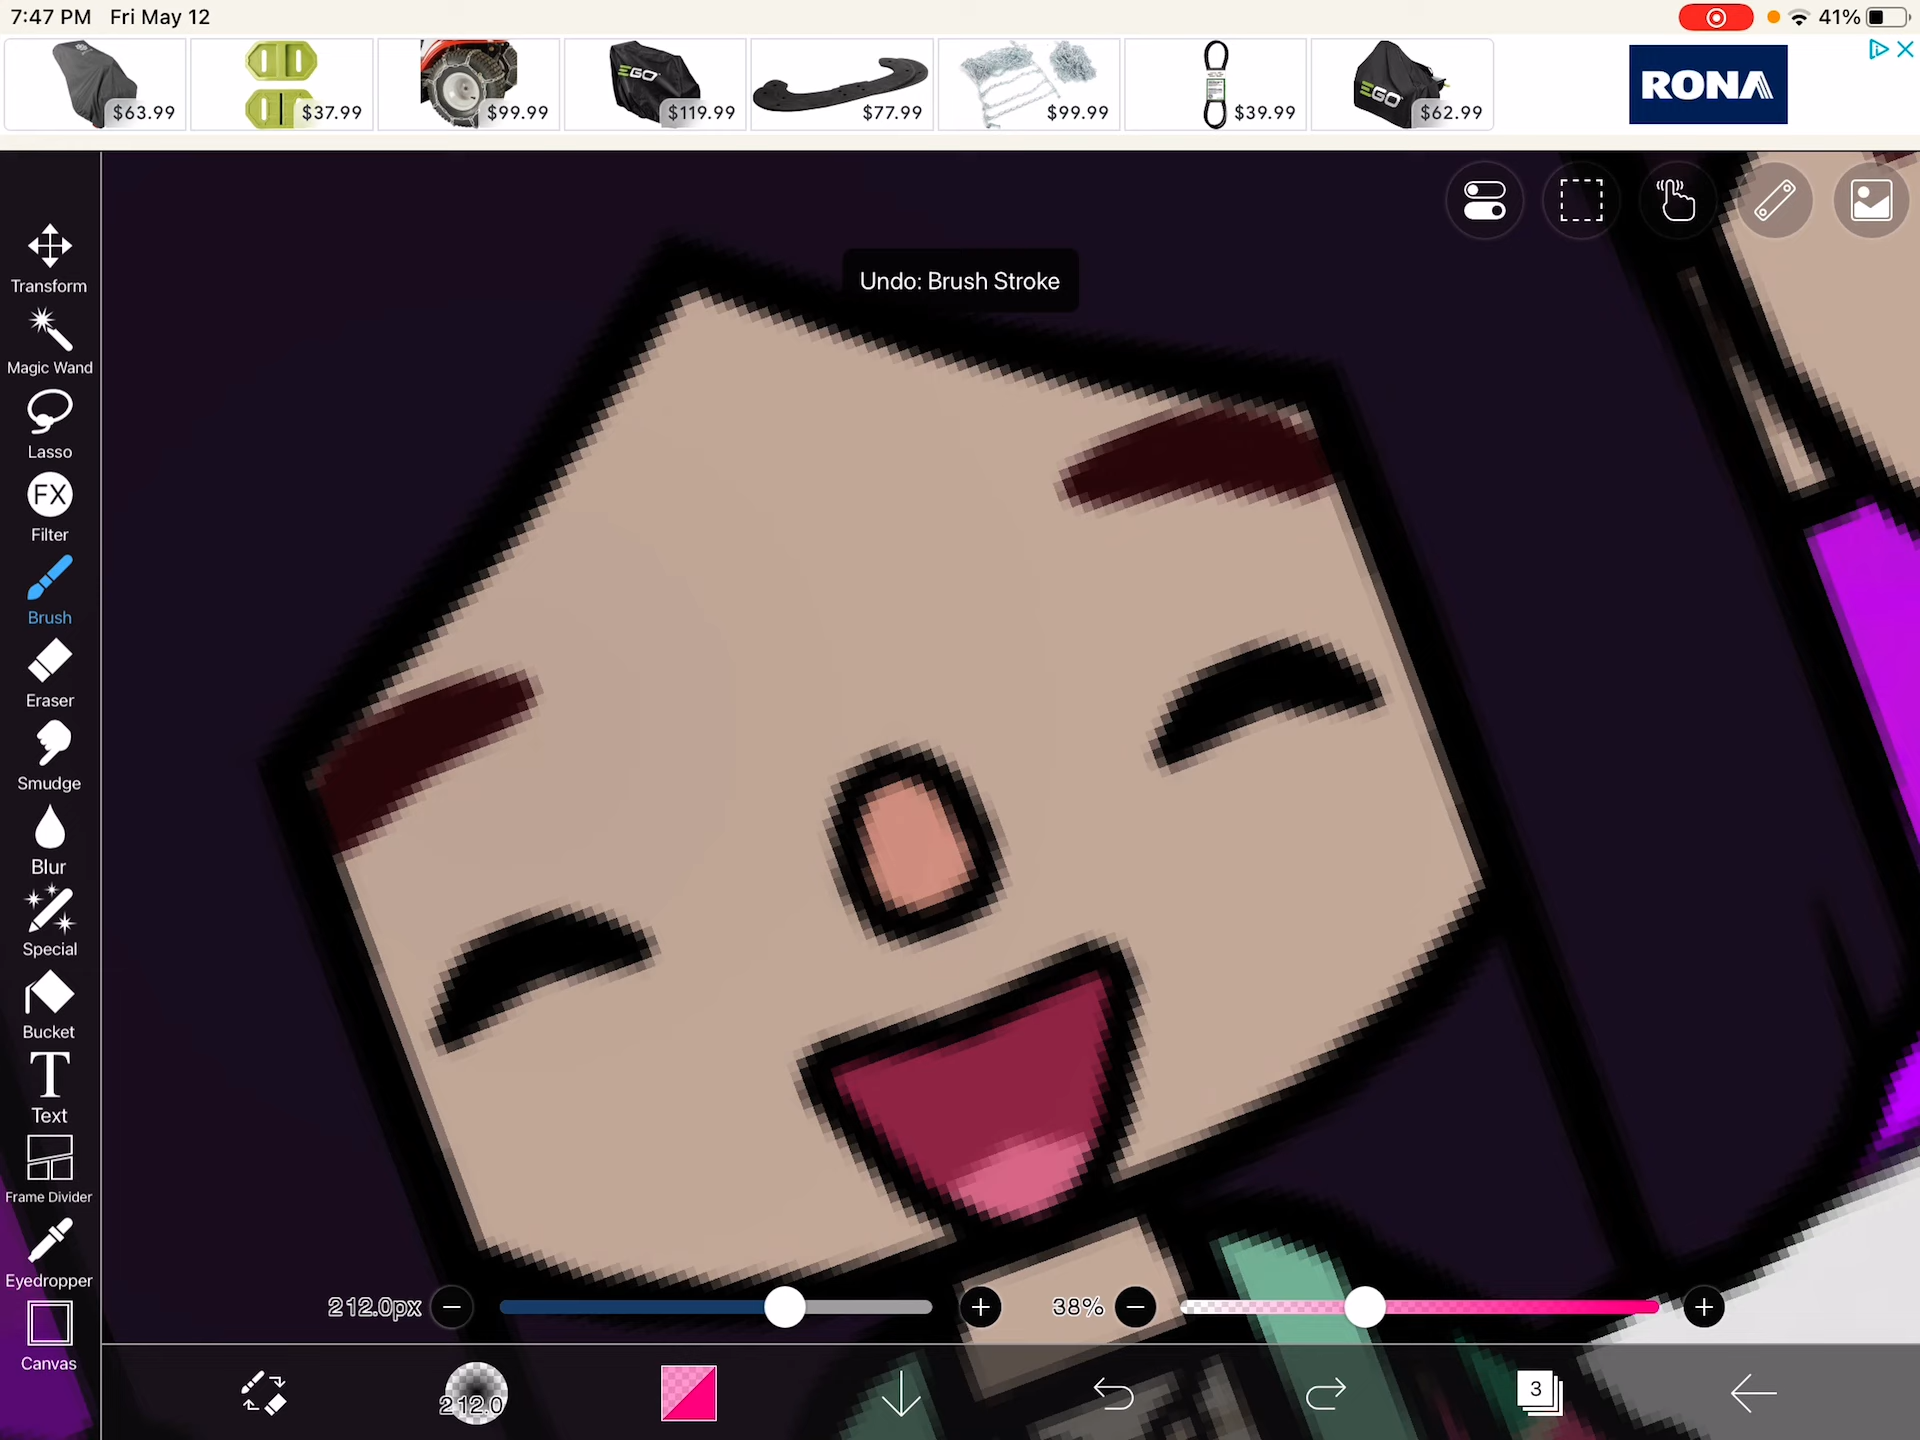 7:47 PM Fri May 12
41%
$63.99
$37.99
$99.99
EGO
$119.99
$77.99
$99.99
$39.99
EGO
$62.99
RONA
Undo: Brush Stroke
Transform
Magic Wand
Lasso
FX
Filter
Brush
Eraser
Smudge
Blur
Special
Bucket
T
Text
Frame Divider
Eyedropper
Canvas
212.0px
38%
212.0
3